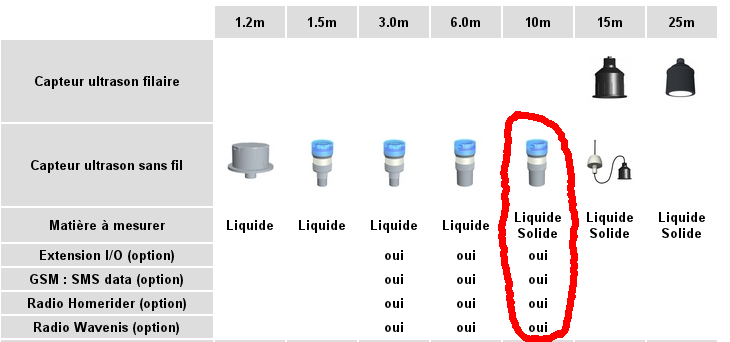 1.2m 1.5m 3.0m 6.0m 10m 15m 25m
Capteur ultrason filaire
Capteur ultrason sans fil
Matière à mesurer Liquide Liquide Liquide Liquide Liquide Solide Liquide Solide Liquide Solide
Extension I/O (option) oui oui oui
GSM : SMS data (option) oui oui oui
Radio Homerider (option) oui oui oui
Radio Wavenis (option) oui oui oui